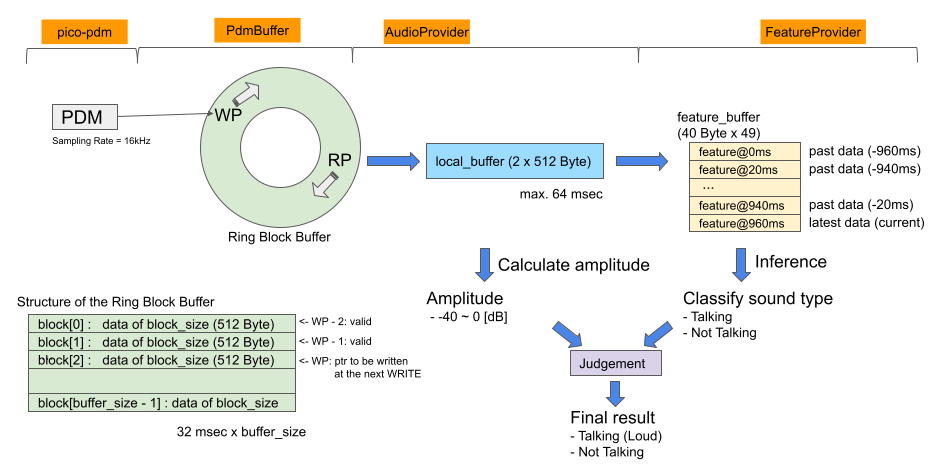 pico-pdm
PdmBuffer
AudioProvider
FeatureProvider
PDM
Sampling Rate = 16kHz
WP
RP
Ring Block Buffer
local_buffer (2 x 512 Byte)
max. 64 msec
feature_buffer
(40 Byte x 49)
feature@0ms past data (-960ms)
feature@20ms past data (-940ms)
...
feature@940ms past data (-20ms)
feature@960ms latest data (current)
Calculate amplitude
Inference
Amplitude
- -40 ~ 0 [dB]
Classify sound type
- Talking
- Not Talking
Judgement
Final result
- Talking (Loud)
- Not Talking
Structure of the Ring Block Buffer
block[0] : data of block_size (512 Byte) <- WP - 2: valid
block[1] : data of block_size (512 Byte) <- WP - 1: valid
block[2] : data of block_size (512 Byte) <- WP: ptr to be written
at the next WRITE
block[buffer_size - 1] : data of block_size
32 msec x buffer_size